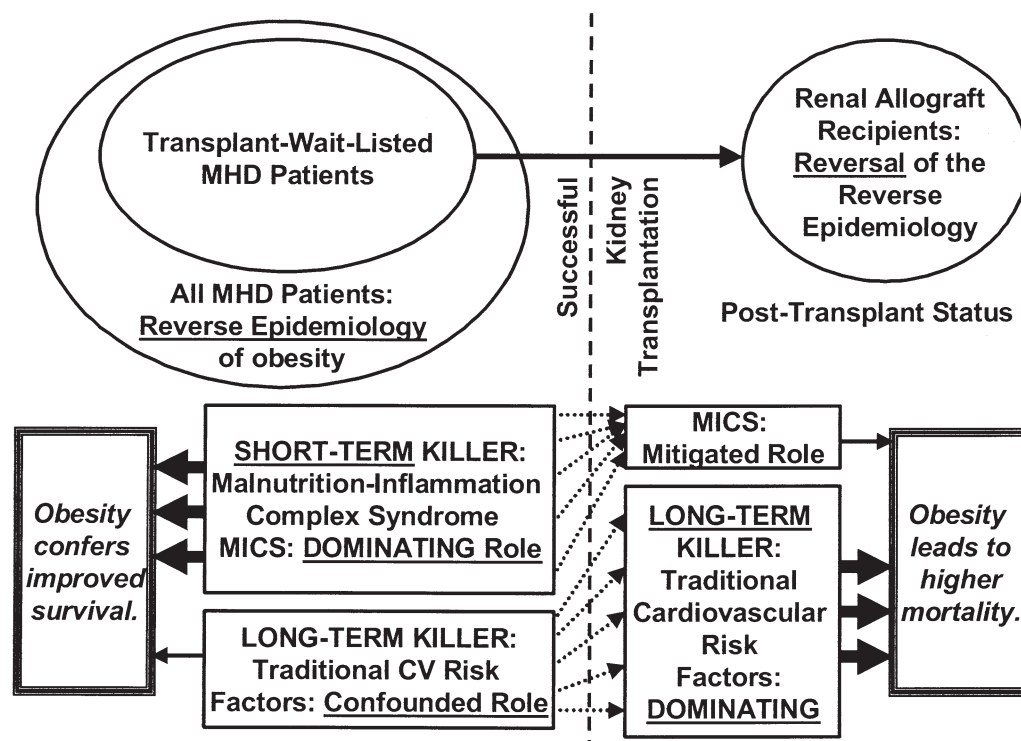 Transplant-Wait-Listed
MHD Patients
All MHD Patients:
Reverse Epidemiology
of obesity
Successful
Kidney
Transplantation
Renal Allograft
Recipients:
Reversal of the
Reverse
Epidemiology
Post-Transplant Status
Obesity
confers
improved
survival.
SHORT-TERM KILLER:
Malnutrition-Inflammation
Complex Syndrome
MICS: DOMINATING Role
LONG-TERM KILLER:
Traditional CV Risk
Factors: Confounded Role
MICS:
Mitigated Role
LONG-TERM
KILLER:
Traditional
Cardiovascular
Risk
Factors:
DOMINATING
Obesity
leads to
higher
mortality.